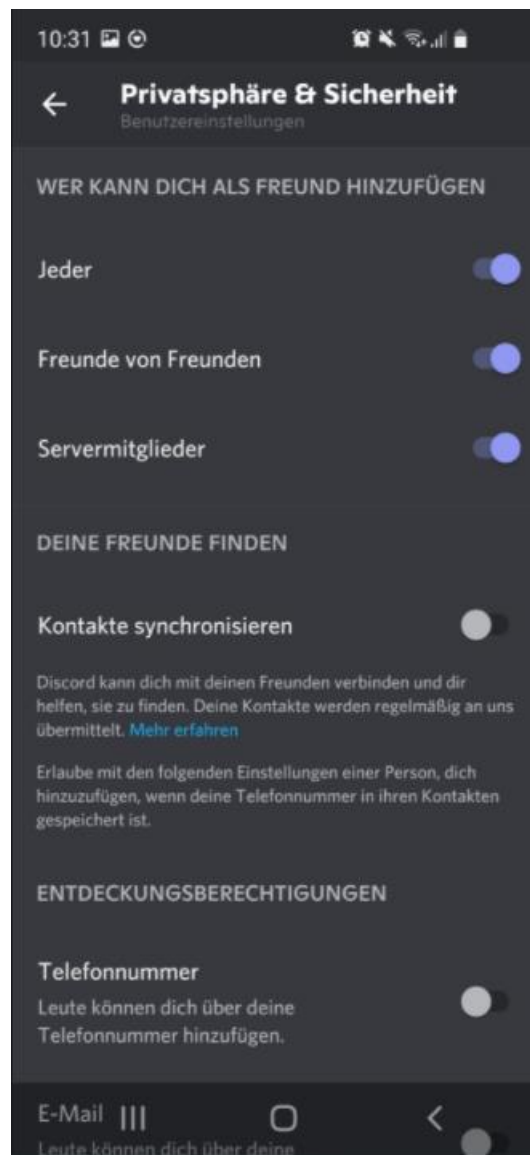 10:31
Privatsphäre & Sicherheit
Benutzereinstellungen
WER KANN DICH ALS FREUND HINZUFÜGEN
Jeder
Freunde von Freunden
Servermitglieder
DEINE FREUNDE FINDEN
Kontakte synchronisieren
Discord kann dich mit deinen Freunden verbinden und dir
helfen, sie zu finden. Deine Kontakte werden regelmäßig an uns
übermittelt. Mehr erfahren
Erlaube mit den folgenden Einstellungen einer Person, dich
hinzuzufügen, wenn deine Telefonnummer in ihren Kontakten
gespeichert ist.
ENTDECKUNGSBERECHTIGUNGEN
Telefonnummer
Leute können dich über deine
Telefonnummer hinzufügen.
E-Mail
Leute können dich über deine